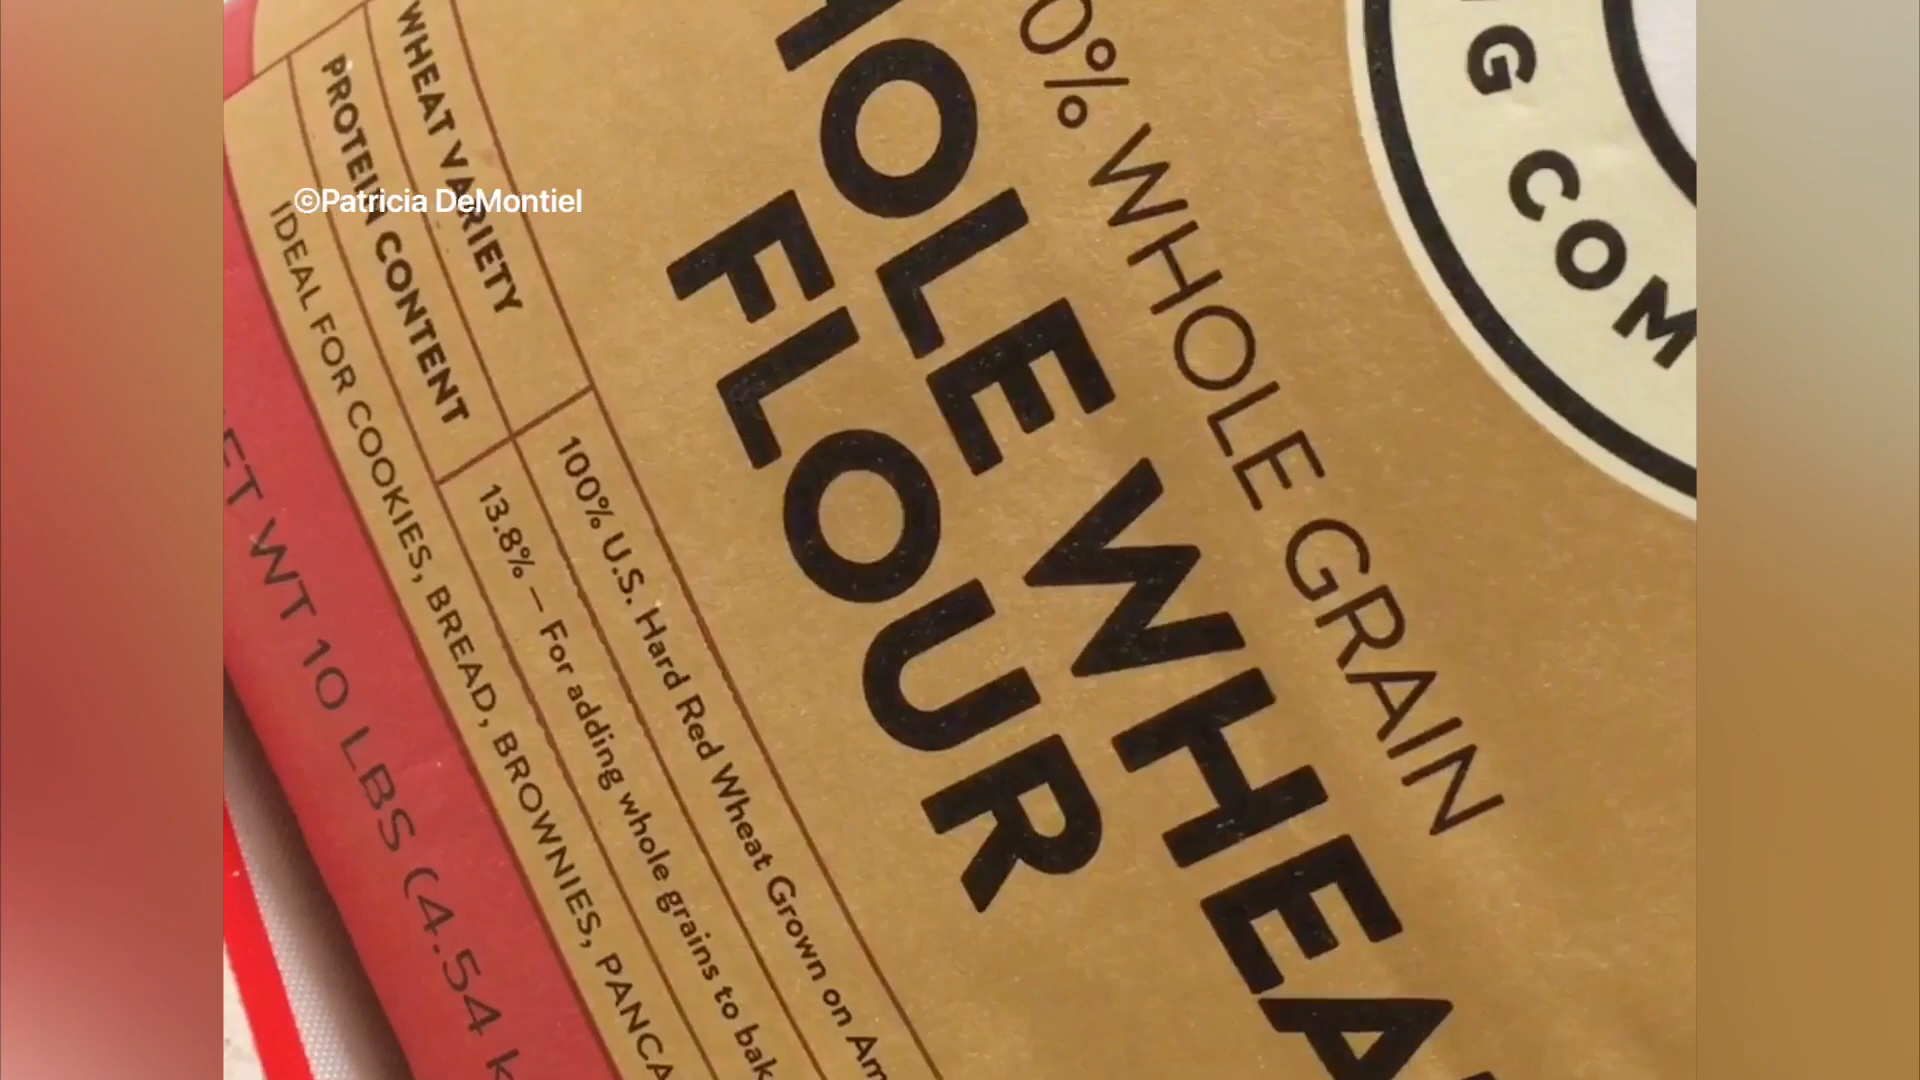 G COM
0% WHOLE GRAIN
HOLE WHEA
FLOUR
WHEAT VARIETY 100% U.S. Hard Red Wheat Grown on Am
PROTEIN CONTENT 13.8% – For adding whole grains to bak
IDEAL FOR COOKIES, BREAD, BROWNIES, PANCA
ET WT 10 LBS (4.54 k
©Patricia DeMontiel